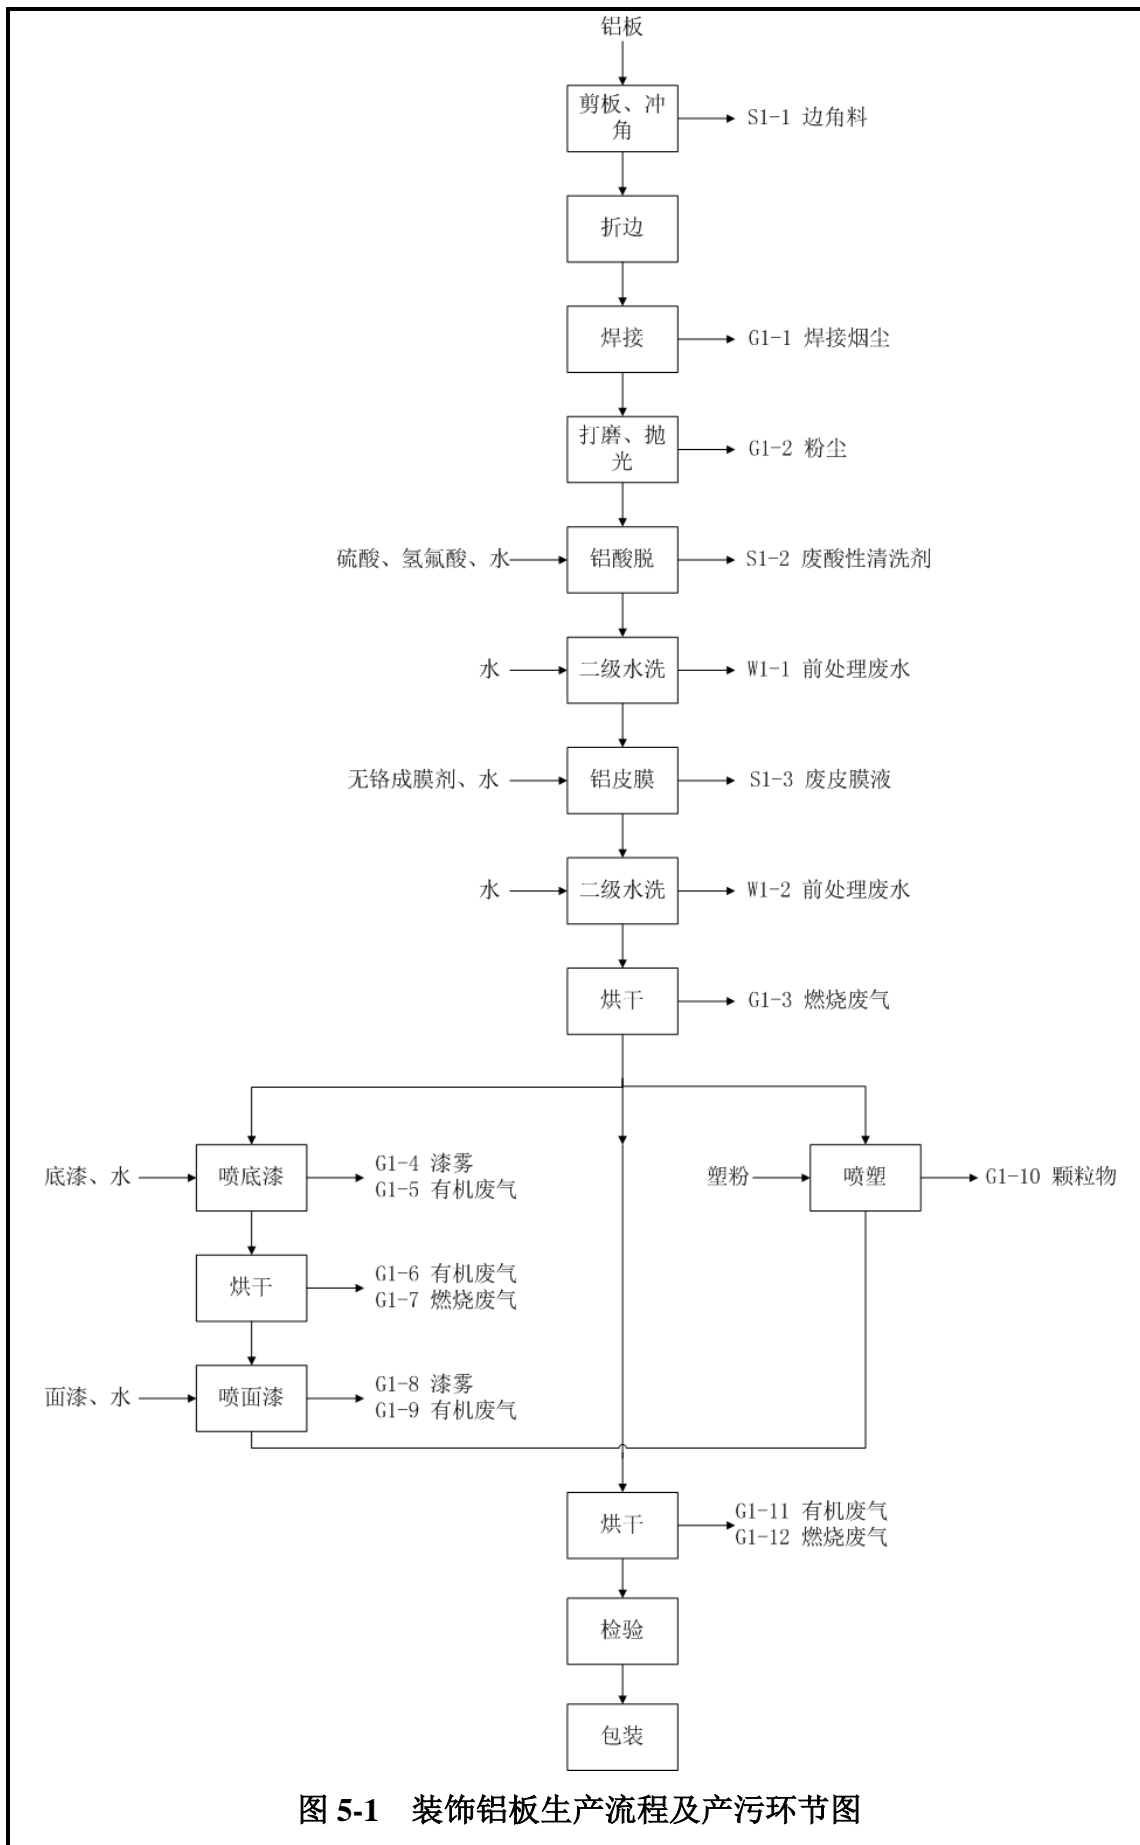 铝板
剪板、冲
角
S1-1 边角料
折边
焊接
G1-1 焊接烟尘
打磨、抛
光
G1-2 粉尘
硫酸、氢氟酸、水
铝酸脱
S1-2 废酸性清洗剂
水
二级水洗
W1-1 前处理废水
无铬成膜剂、水
铝皮膜
S1-3 废皮膜液
水
二级水洗
W1-2 前处理废水
烘干
G1-3 燃烧废气
底漆、水
喷底漆
G1-4 漆雾
G1-5 有机废气
塑粉
喷塑
G1-10 颗粒物
烘干
G1-6 有机废气
G1-7 燃烧废气
面漆、水
喷面漆
G1-8 漆雾
G1-9 有机废气
烘干
G1-11 有机废气
G1-12 燃烧废气
检验
包装
图 5-1 装饰铝板生产流程及产污环节图